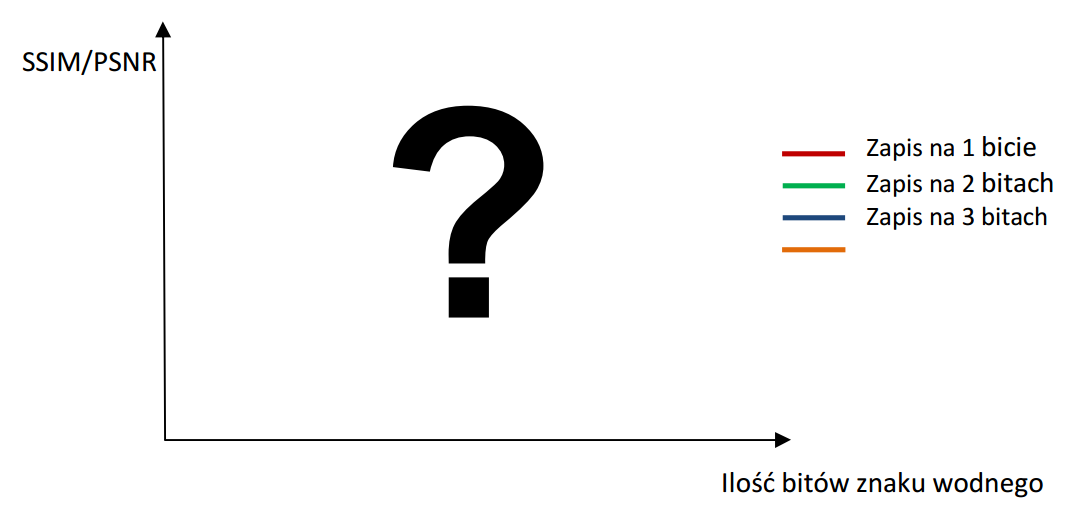 SSIM/PSNR
?
Zapis na 1 bicie
Zapis na 2 bitach
Zapis na 3 bitach
Ilość bitów znaku wodnego